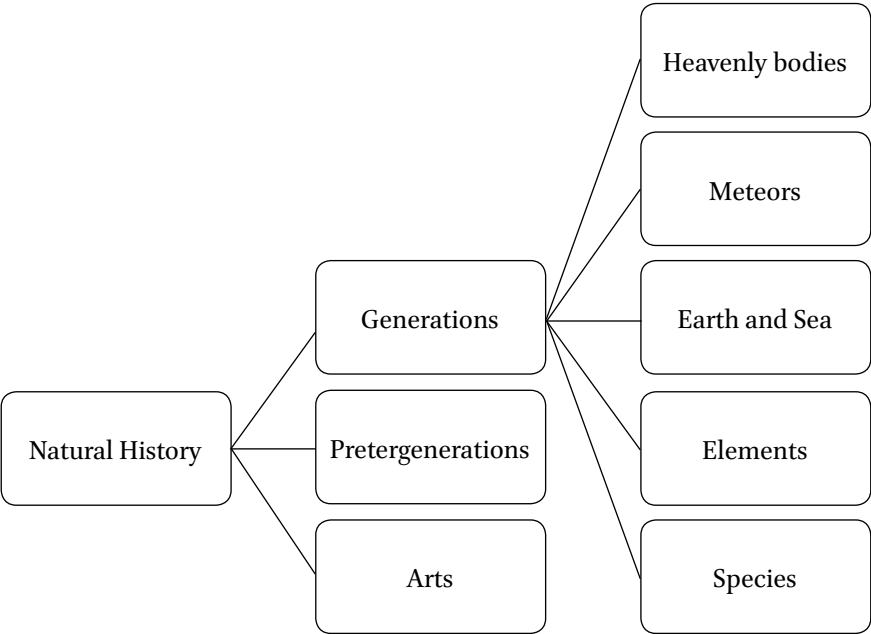 Heavenly bodies
Meteors
Generations
Earth and Sea
Natural History
Pretergenerations
Elements
Arts
Species